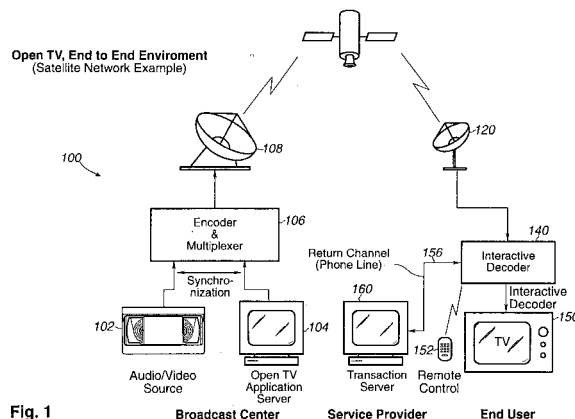 Open TV, End to End Enviroment
(Satellite Network Example)
108
120
100
Encoder
&
Multiplexer
106
Return Channel
(Phone Line)
156
140
Interactive
Decoder
Synchro-
nization
Interactive
Decoder
102
104
160
152
150
TV
Audio/Video
Source
Open TV
Application
Server
Transaction
Server
Remote
Control
Fig. 1
Broadcast Center
Service Provider
End User